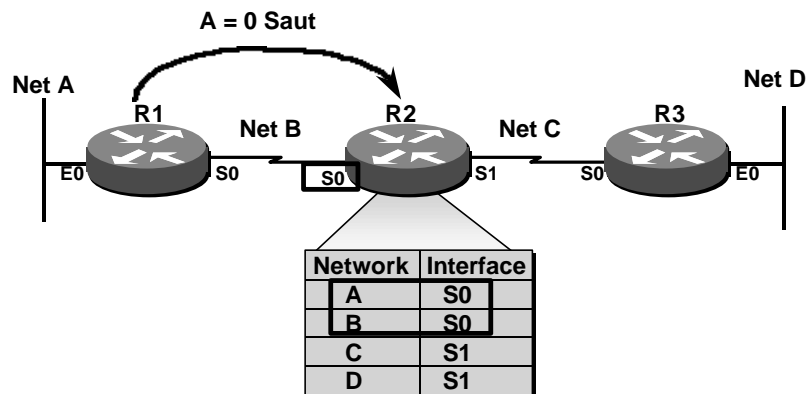 A = 0 Saut
Net A
Net D
R1
Net B
R2
Net C
R3
E0
S0
S0
S1
S0
E0
Network Interface
A S0
B S0
C S1
D S1